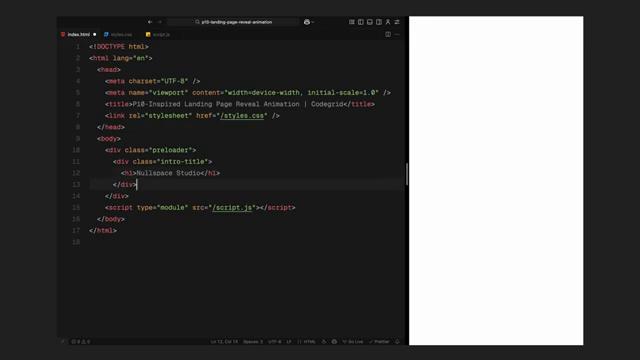 p10-landing-page-reveal-animation
index.html styles.css script.js
1 <!DOCTYPE html>
2 <html lang="en">
3 <head>
4 <meta charset="UTF-8" />
5 <meta name="viewport" content="width=device-width, initial-scale=1.0" />
6 <title>P10-Inspired Landing Page Reveal Animation | Codegrid</title>
7 <link rel="stylesheet" href="/styles.css" />
8 </head>
9 <body>
10 <div class="preloader">
11 <div class="intro-title">
12 <h1>Nullspace Studio</h1>
13 </div>
14 </div>
15 <script type="module" src="/script.js"></script>
16 </body>
17 </html>
18
0 0 Ln 13, Col 14 Spaces: 3 UTF-8 LF HTML Go Live Prettier